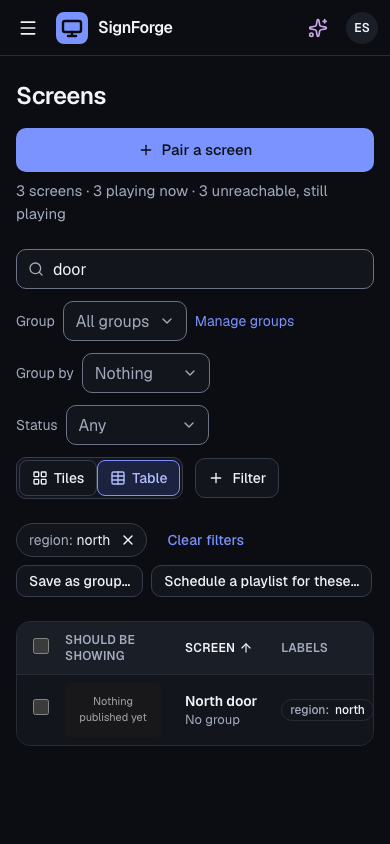 SignForge
ES
Screens
Pair a screen
3 screens · 3 playing now · 3 unreachable, still
playing
door
Group
All groups
Manage groups
Group by
Nothing
Status
Any
Tiles
Table
Filter
region: north
Clear filters
Save as group...
Schedule a playlist for these...
SHOULD BE
SHOWING
SCREEN
LABELS
Nothing
published yet
North door
No group
region: north